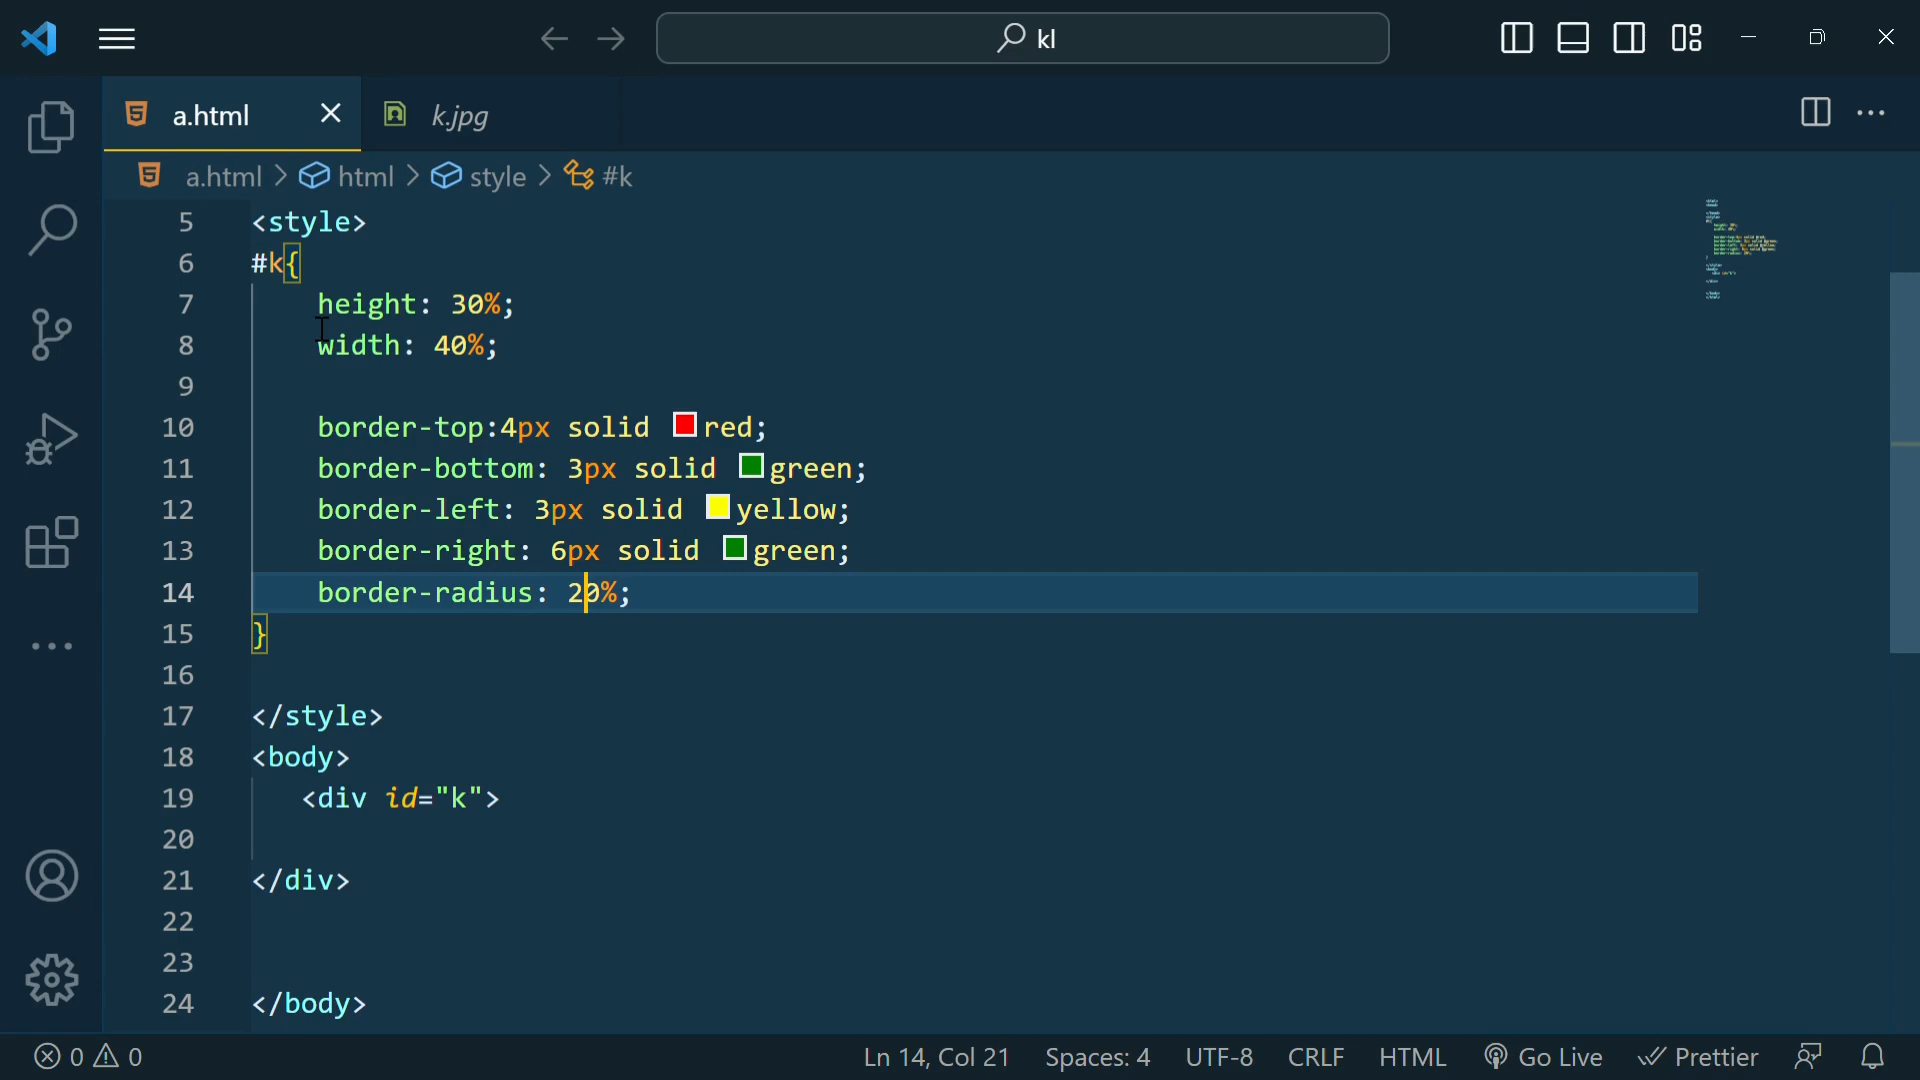 kl
a.html
k.jpg
a.html > html > style > #k
5 <style>
6 #k{
7 height: 30%;
8 width: 40%;
9
10 border-top:4px solid red;
11 border-bottom: 3px solid green;
12 border-left: 3px solid yellow;
13 border-right: 6px solid green;
14 border-radius: 20%;
15 }
16
17 </style>
18 <body>
19 <div id="k">
20
21 </div>
22
23
24 </body>
0 0 Ln 14, Col 21 Spaces: 4 UTF-8 CRLF HTML Go Live Prettier